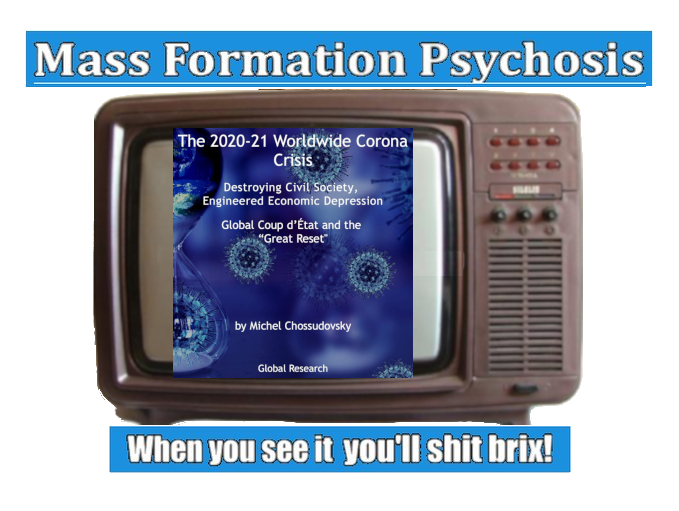 Mass Formation Psychosis
The 2020-21 Worldwide Corona
Crisis
Destroying Civil Society,
Engineered Economic Depression
Global Coup d'État and the
“Great Reset"
by Michel Chossudovsky
Global Research
When you see it you'll shit brix!